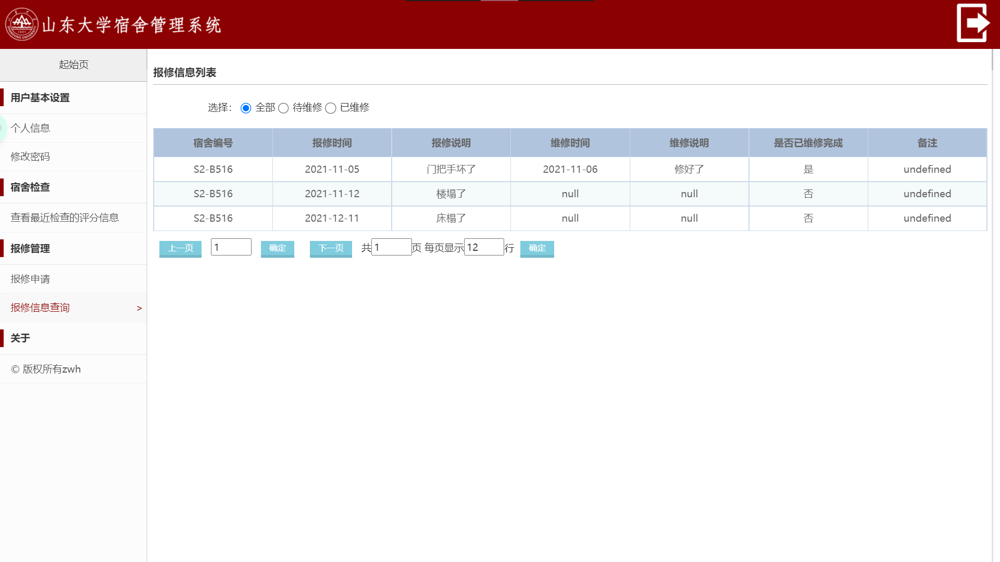 山东大学宿舍管理系统
SHANDONG UNIVERSITY
1901
起始页
用户基本设置
个人信息
修改密码
宿舍检查
查看最近检查的评分信息
报修管理
报修申请
报修信息查询 >
关于
© 版权所有zwh
报修信息列表
选择： 全部 待维修 已维修
宿舍编号 报修时间 报修说明 维修时间 维修说明 是否已维修完成 备注
S2-B516 2021-11-05 门把手坏了 2021-11-06 修好了 是 undefined
S2-B516 2021-11-12 楼塌了 null null 否 undefined
S2-B516 2021-12-11 床榻了 null null 否 undefined
上一页 1 确定 下一页 共1页 每页显示12行 确定